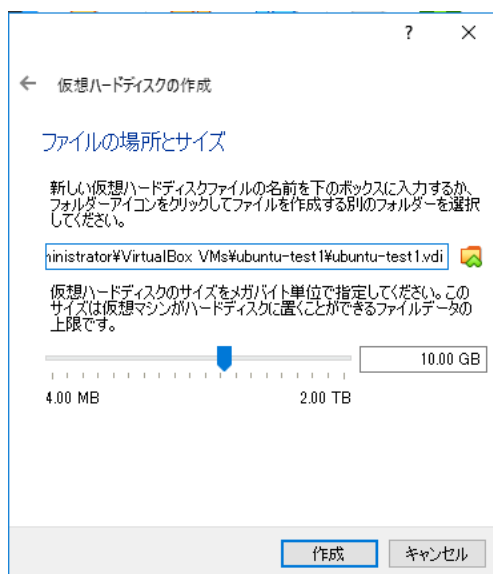 ?
仮想ハードディスクの作成
ファイルの場所とサイズ
新しい仮想ハードディスクファイルの名前を下のボックスに入力するか、
フォルダーアイコンをクリックしてファイルを作成する別のフォルダーを選択
してください。
ministrator¥VirtualBox VMs¥ubuntu-test1¥ubuntu-test1.vdi
仮想ハードディスクのサイズをメガバイト単位で指定してください。この
サイズは仮想マシンがハードディスクに置くことができるファイルデータの
上限です。
10.00 GB
4.00 MB 2.00 TB
作成 キャンセル